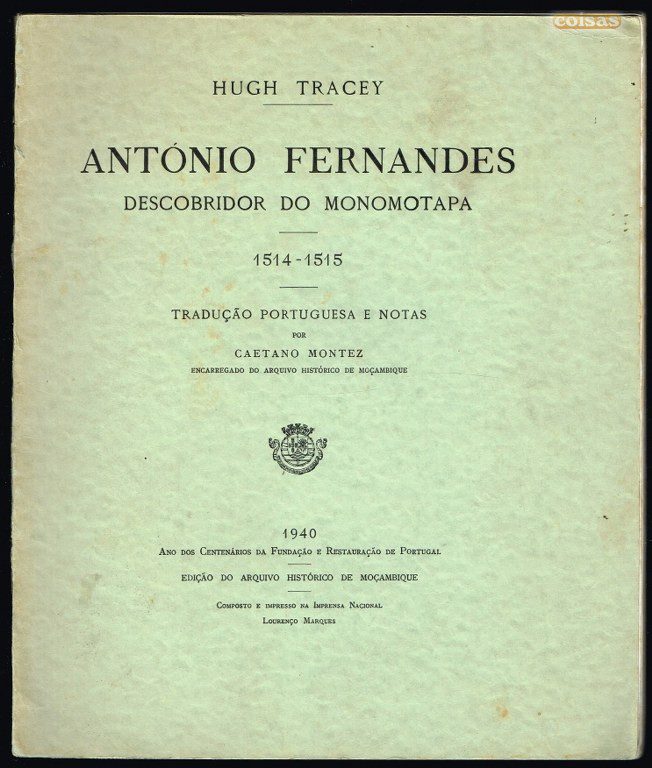 coisas
HUGH TRACEY
ANTÓNIO FERNANDES
DESCOBRIDOR DO MONOMOTAPA
1514-1515
TRADUÇÃO PORTUGUESA E NOTAS
POR
CAETANO MONTEZ
ENCARREGADO DO ARQUIVO HISTÓRICO DE MOÇAMBIQUE
1940
ANO DOS CENTENÁRIOS DA FUNDAÇÃO E RESTAURAÇÃO DE PORTUGAL
EDIÇÃO DO ARQUIVO HISTÓRICO DE MOÇAMBIQUE
COMPOSTO E IMPRESSO NA IMPRENSA NACIONAL
LOURENÇO MARQUES